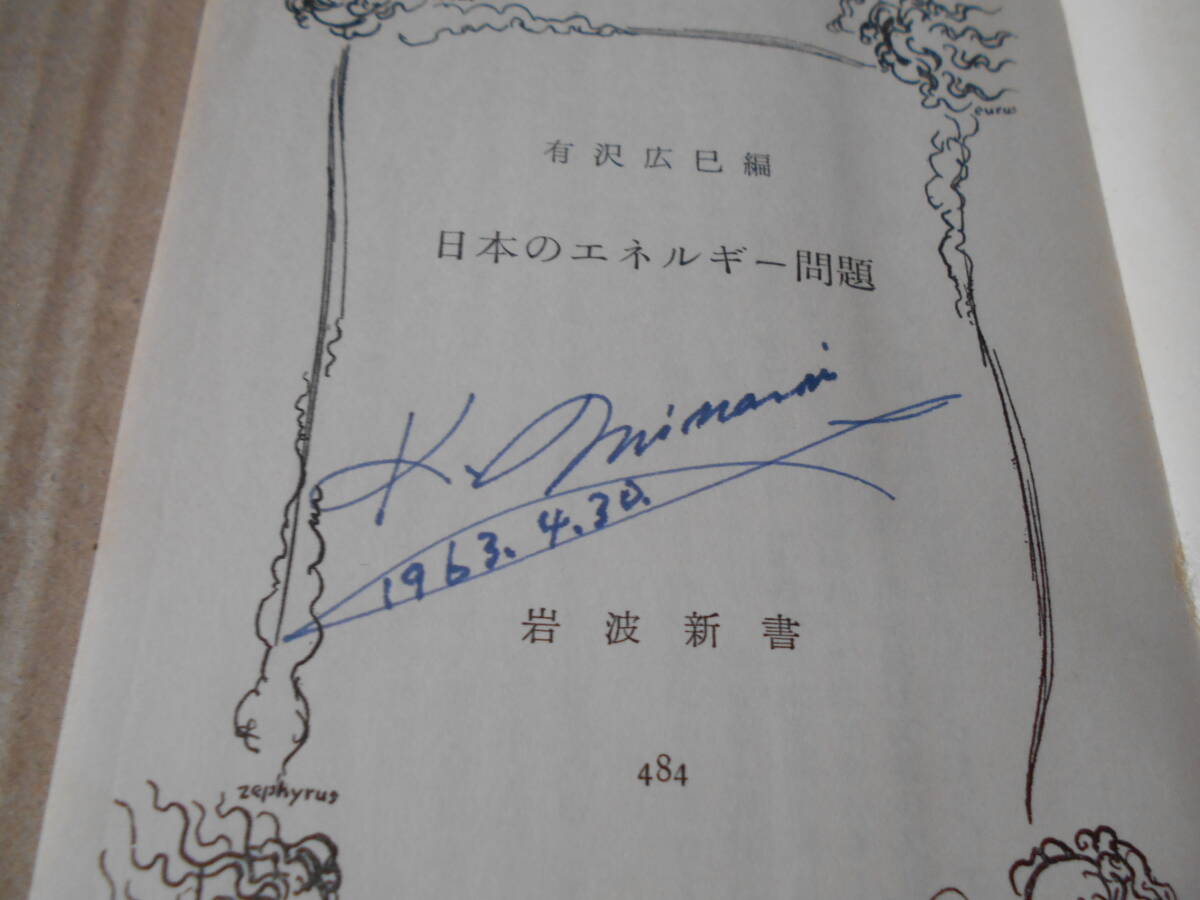 eurus
有沢広巳編
日本のエネルギー問題
K. Minami
1963.4.30.
岩波新書
484
zephyrus